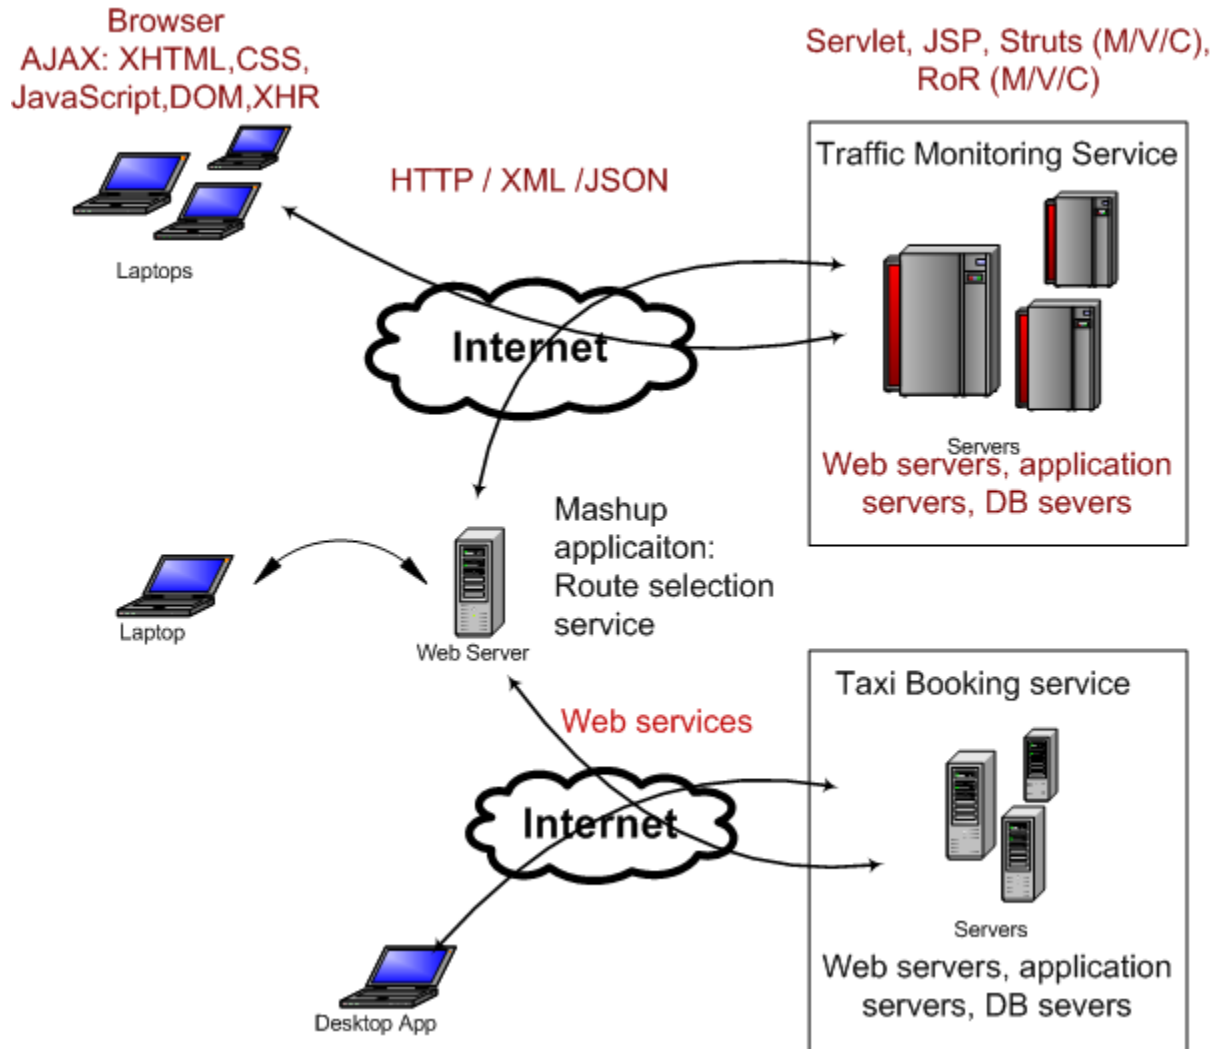 Browser
AJAX: XHTML,CSS,
JavaScript,DOM,XHR
Laptops
HTTP / XML /JSON
Servlet, JSP, Struts (M/V/C),
RoR (M/V/C)
Traffic Monitoring Service
Servers
Web servers, application
servers, DB severs
Internet
Mashup
applicaiton:
Route selection
service
Laptop
Web Server
Web services
Taxi Booking service
Internet
Servers
Web servers, application
servers, DB severs
Desktop App